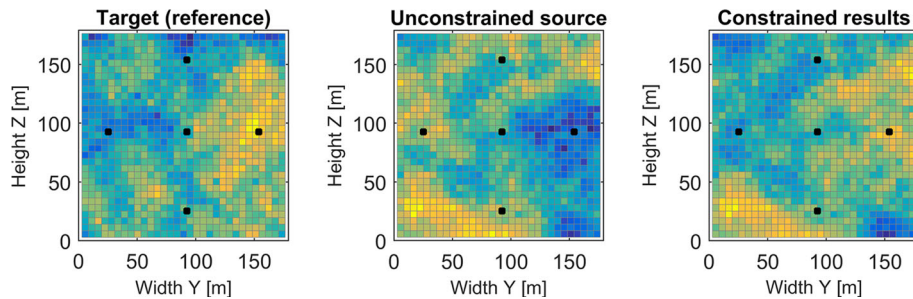 Target (reference)
Unconstrained source
Constrained results
Height Z [m]
150
100
50
0
0
50
100
150
Width Y [m]
Height Z [m]
150
100
50
0
0
50
100
150
Width Y [m]
Height Z [m]
150
100
50
0
0
50
100
150
Width Y [m]